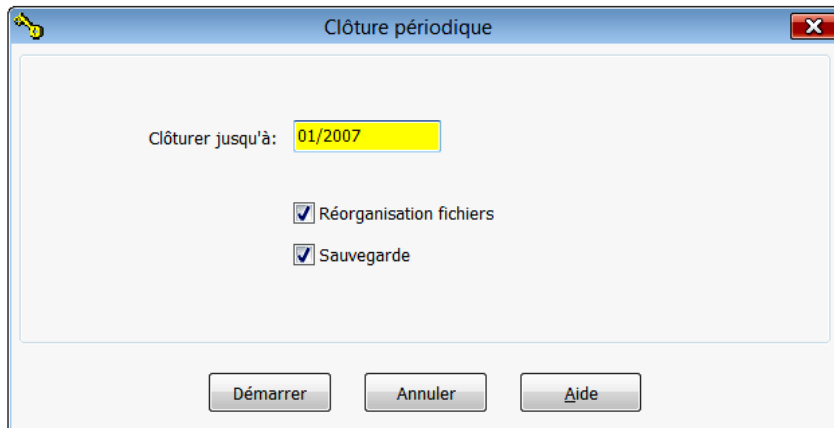 Clôture périodique
Clôturer jusqu'à: 01/2007
Réorganisation fichiers
Sauvegarde
Démarrer Annuler Aide